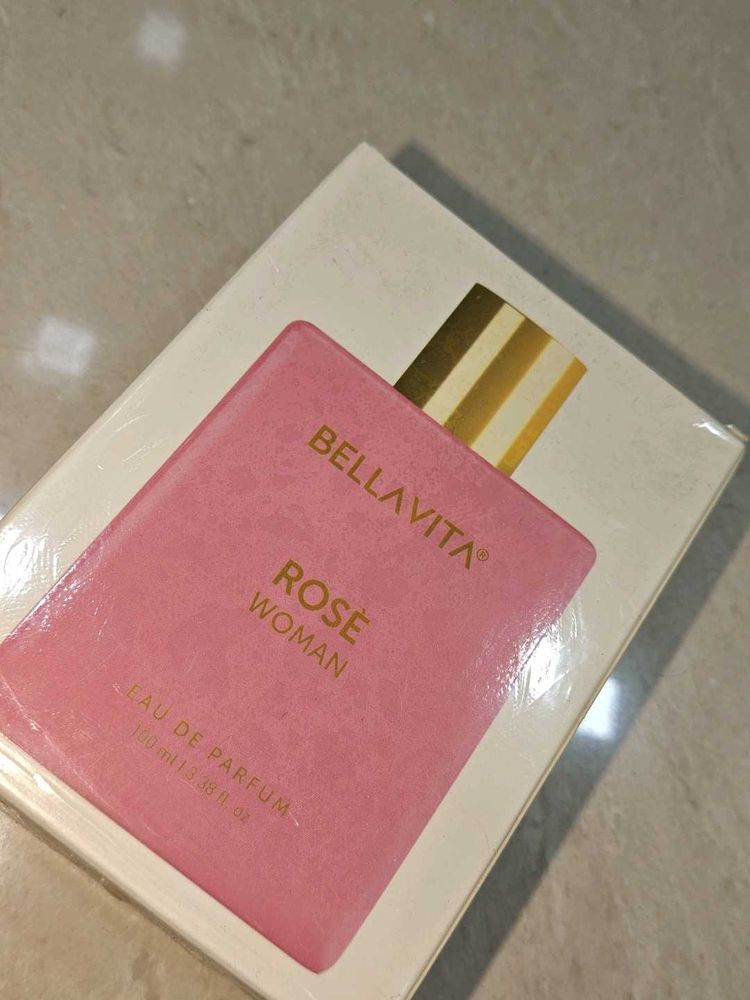 BELLAVITA®
ROSÈ
WOMAN
EAU DE PARFUM
100 ml | 3.38 fl. oz